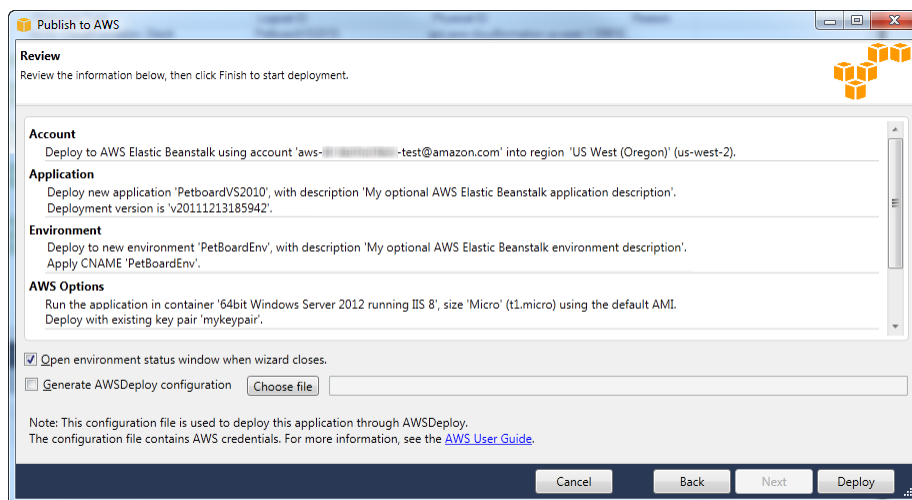 Publish to AWS
Review
Review the information below, then click Finish to start deployment.
Account
Deploy to AWS Elastic Beanstalk using account 'aws- -test@amazon.com' into region 'US West (Oregon)' (us-west-2).
Application
Deploy new application 'PetboardVS2010', with description 'My optional AWS Elastic Beanstalk application description'.
Deployment version is 'v20111213185942'.
Environment
Deploy to new environment 'PetBoardEnv', with description 'My optional AWS Elastic Beanstalk environment description'.
Apply CNAME 'PetBoardEnv'.
AWS Options
Run the application in container '64bit Windows Server 2012 running IIS 8', size 'Micro' (t1.micro) using the default AMI.
Deploy with existing key pair 'mykeypair'.
Open environment status window when wizard closes.
Generate AWSDeploy configuration Choose file
Note: This configuration file is used to deploy this application through AWSDeploy.
The configuration file contains AWS credentials. For more information, see the AWS User Guide.
Cancel Back Next Deploy